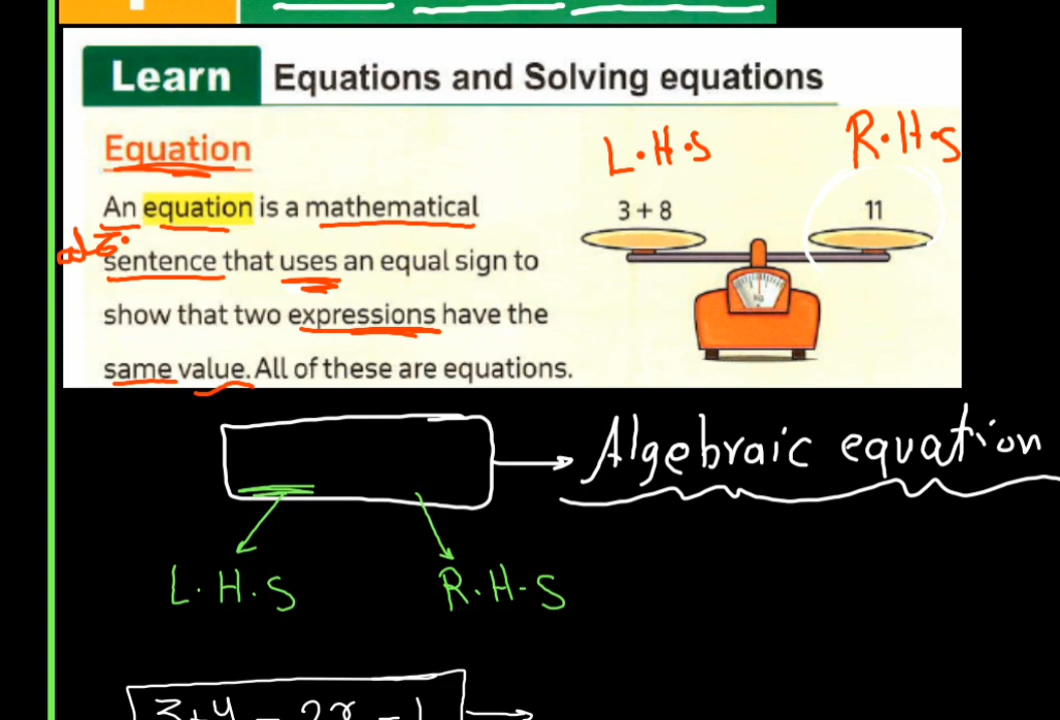 Learn Equations and Solving equations
Equation
L.H.S R.H.S
An equation is a mathematical
3 + 8 11
sentence that uses an equal sign to
show that two expressions have the
same value. All of these are equations.
Algebraic equation
L.H.S R.H-S